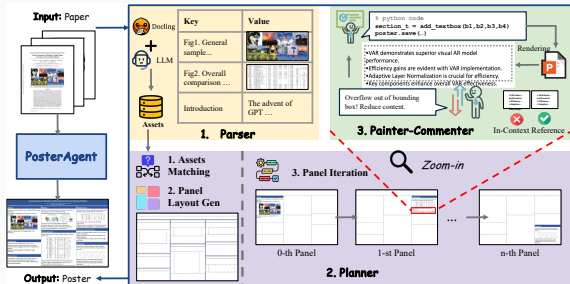 Input: Paper
PosterAgent
Output: Poster
Docling
+
LLM
Assets
Key
Value
Fig1. General
sample...
Fig2. Overall
comparison ...
Introduction
The advent of
GPT ...
1. Parser
% python code
section_t = add_textbox(b1,b2,b3,b4)
poster.save(…)
Rendering
•VAR demonstrates superior visual AR model
performance.
•Efficiency gains are evident with VAR implementation.
•Adaptive Layer Normalization is crucial for efficiency.
•Key components enhance overall VAR effectiveness.
P
Overflow out of bounding
box! Reduce content.
In-Context Reference
3. Painter-Commenter
1. Assets
Matching
2. Panel
Layout Gen
3. Panel Iteration
Zoom-in
...
0-th Panel
1-st Panel
n-th Panel
2. Planner